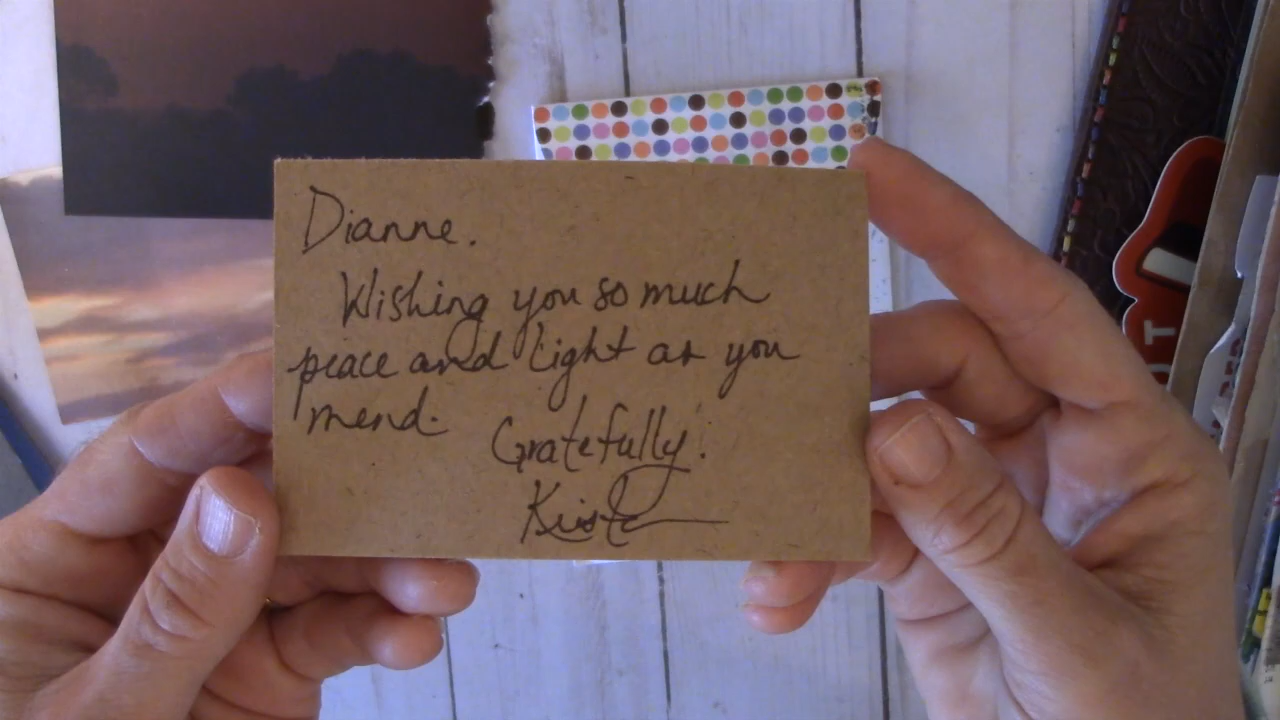 Dianne.
Wishing you so much
peace and light as you
mend.
Gratefully!